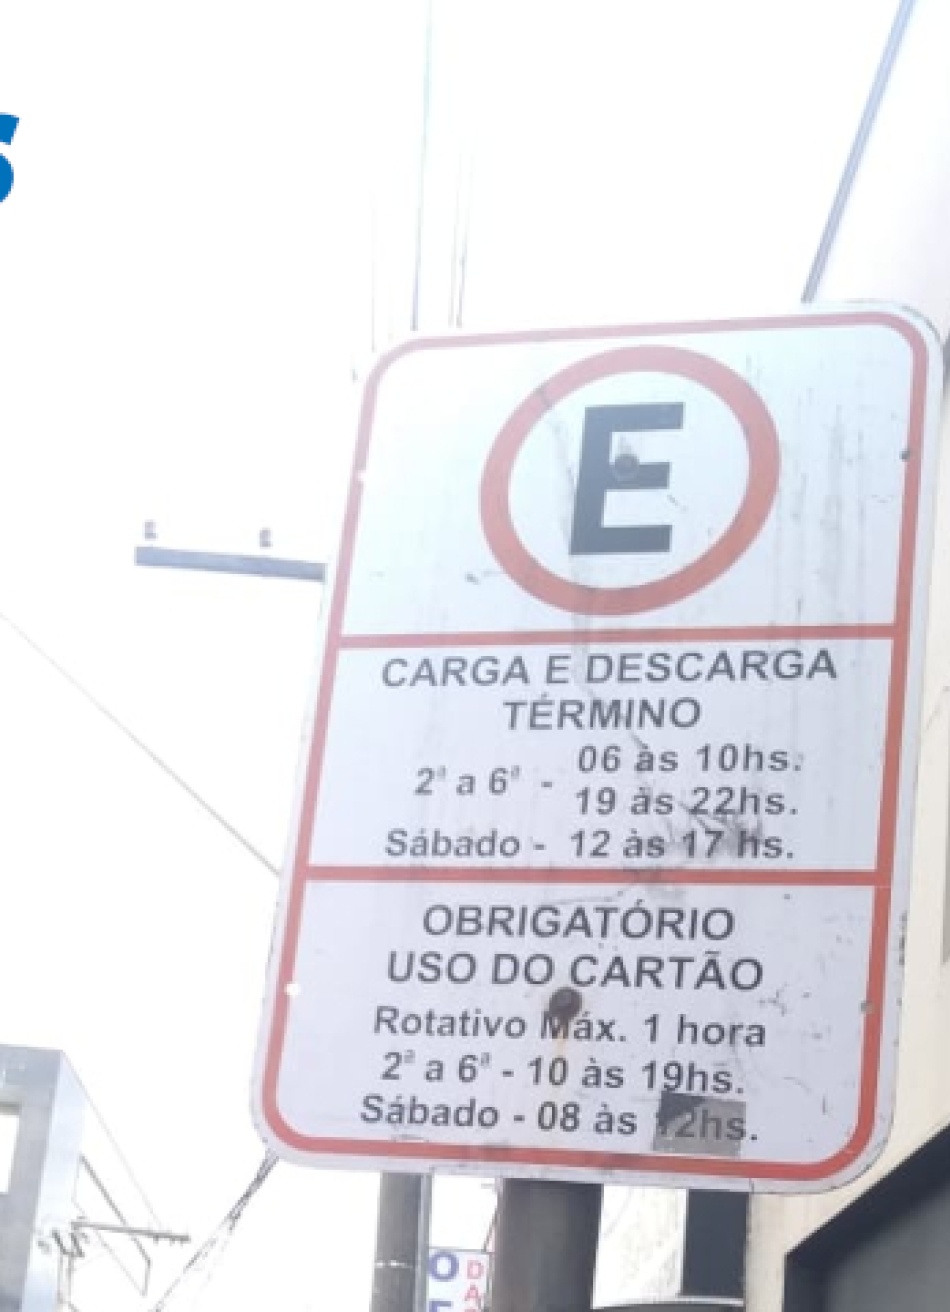 S
E
CARGA E DESCARGA
TÉRMINO
2ª a 6ª - 06 às 10hs.
19 às 22hs.
Sábado - 12 às 17 hs.
OBRIGATÓRIO
USO DO CARTÃO
Rotativo Máx. 1 hora
2ª a 6ª - 10 às 19hs.
Sábado - 08 às 12hs.
O D
A